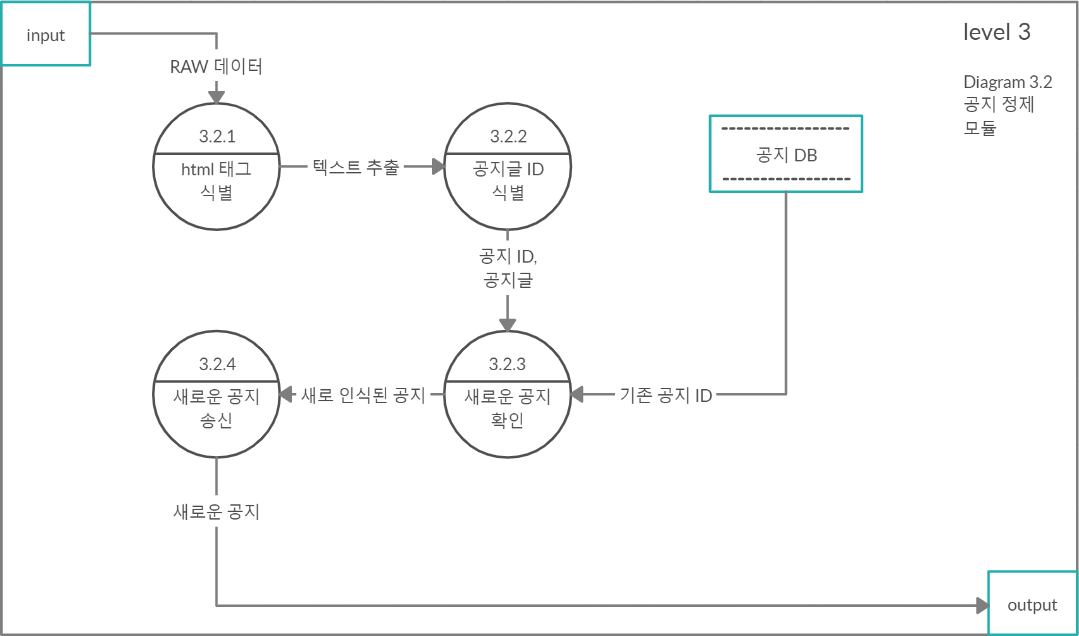 input
level 3
RAW 데이터
Diagram 3.2
공지 정제
모듈
3.2.1
html 태그
식별
텍스트 추출
3.2.2
공지글 ID
식별
공지 DB
공지 ID,
공지글
3.2.4
새로운 공지
송신
새로 인식된 공지
3.2.3
새로운 공지
확인
기존 공지 ID
새로운 공지
output